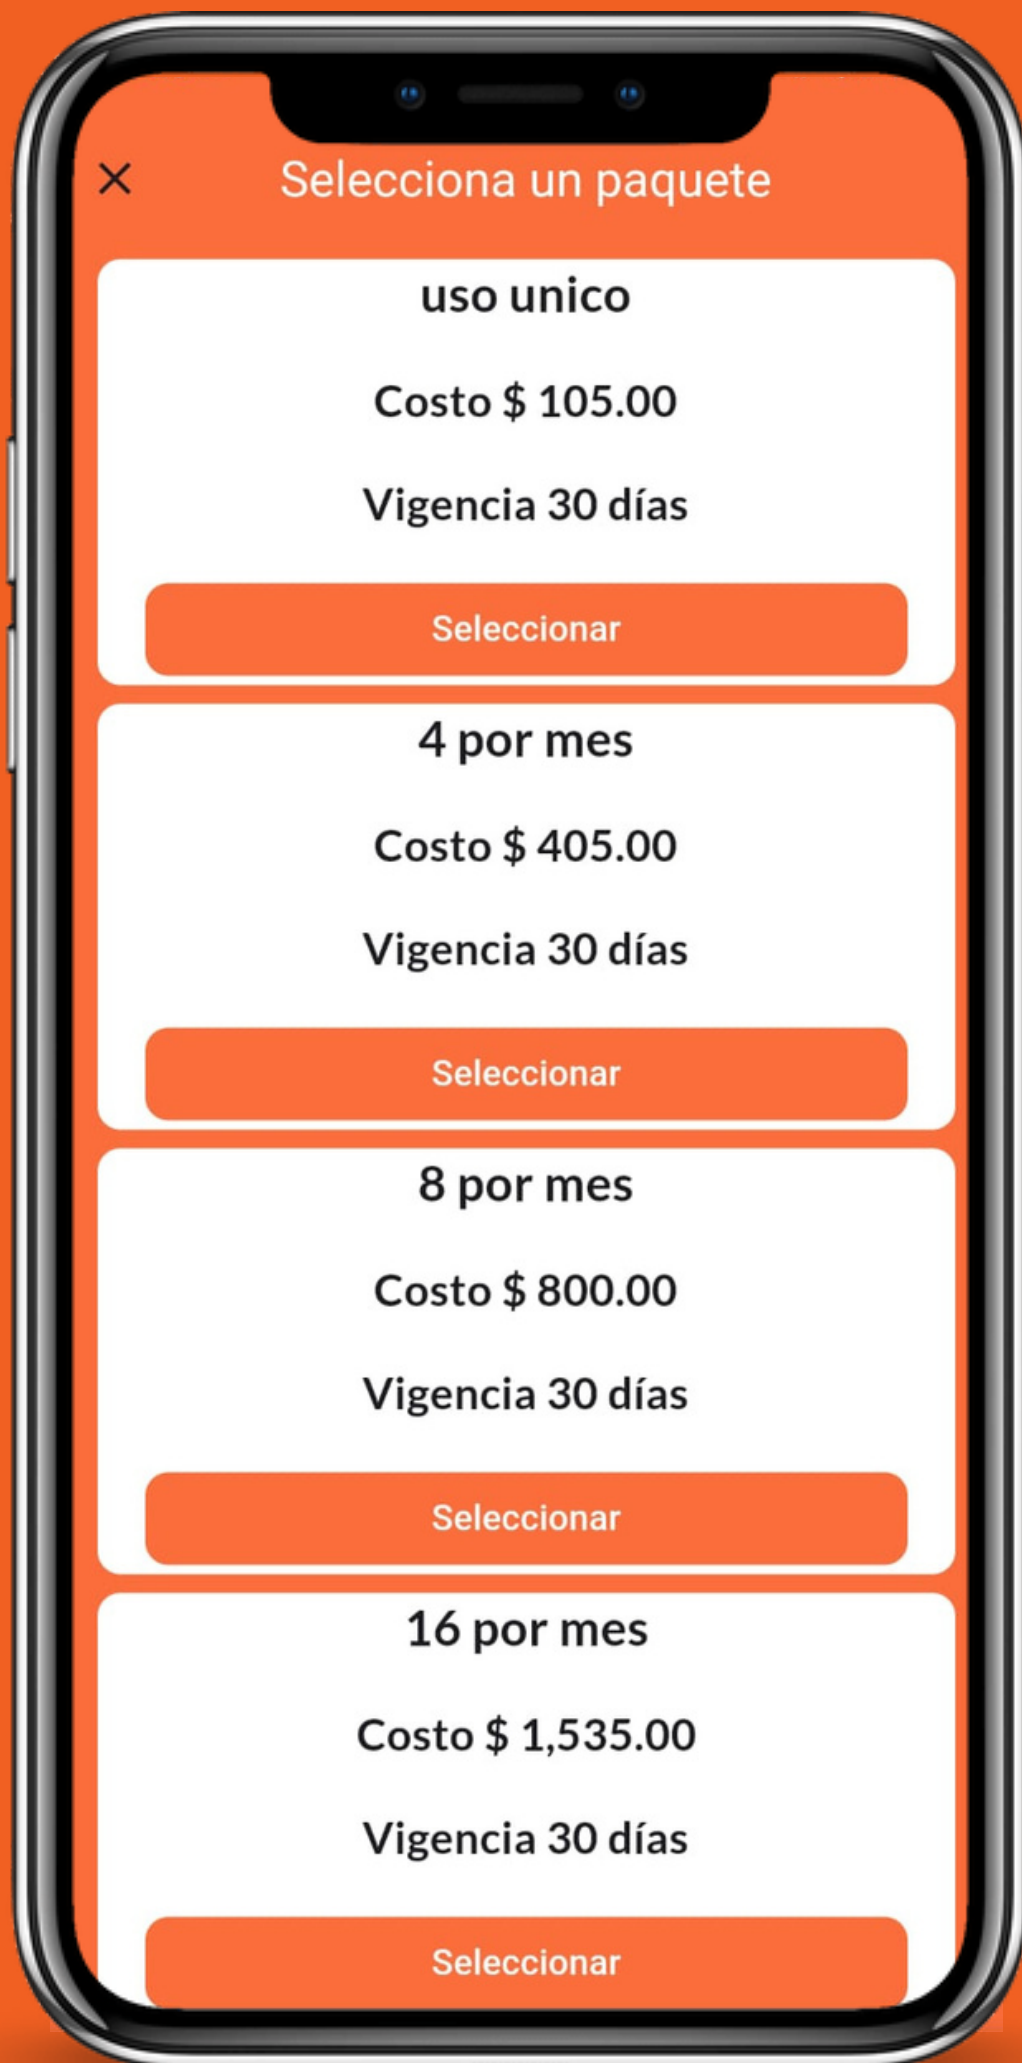 Selecciona un paquete
uso unico
Costo $ 105.00
Vigencia 30 días
Seleccionar
4 por mes
Costo $ 405.00
Vigencia 30 días
Seleccionar
8 por mes
Costo $ 800.00
Vigencia 30 días
Seleccionar
16 por mes
Costo $ 1,535.00
Vigencia 30 días
Seleccionar